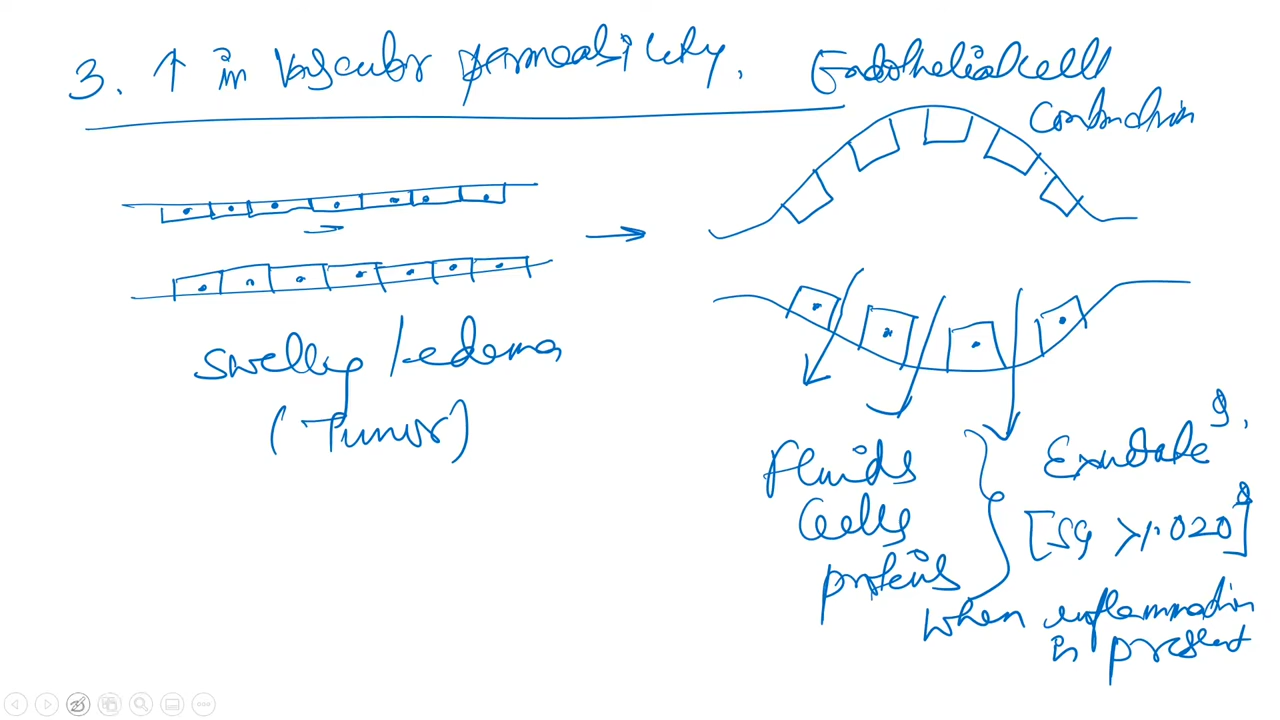 3. ↑ in Vascular permeability.
Endothelial cell
Contraction
Swelling / edema
(Tumor)
Fluids
Cells
proteins
Exudate
[SG >1.020]
When inflammation
is present